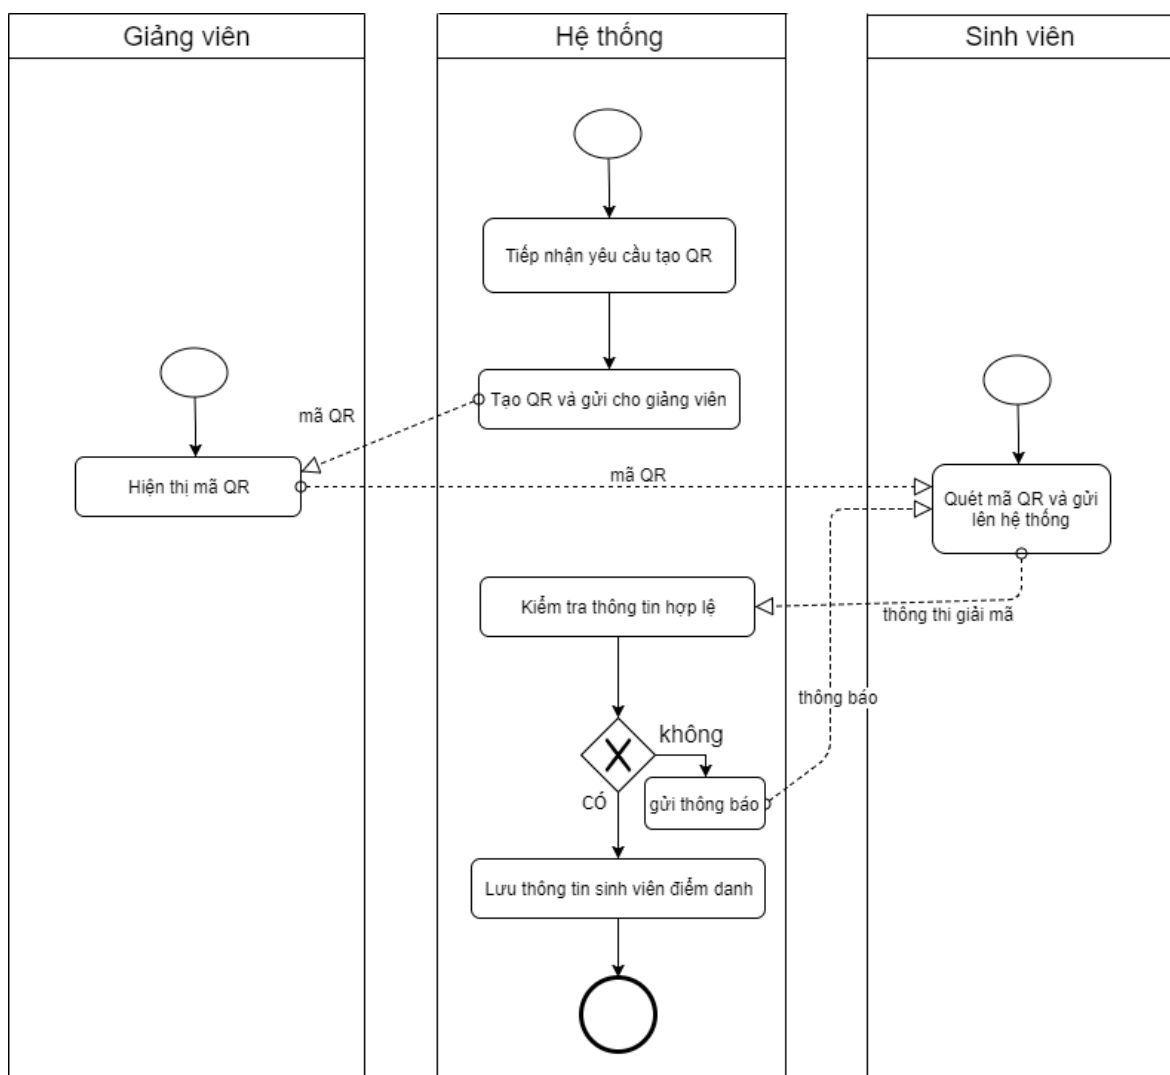 Giảng viên
Hệ thống
Sinh viên
Tiếp nhận yêu cầu tạo QR
Tạo QR và gửi cho giảng viên
mã QR
Hiện thị mã QR
mã QR
Quét mã QR và gửi
lên hệ thống
Kiểm tra thông tin hợp lệ
thông thi giải mã
thông báo
không
gửi thông báo
CÓ
Lưu thông tin sinh viên điểm danh